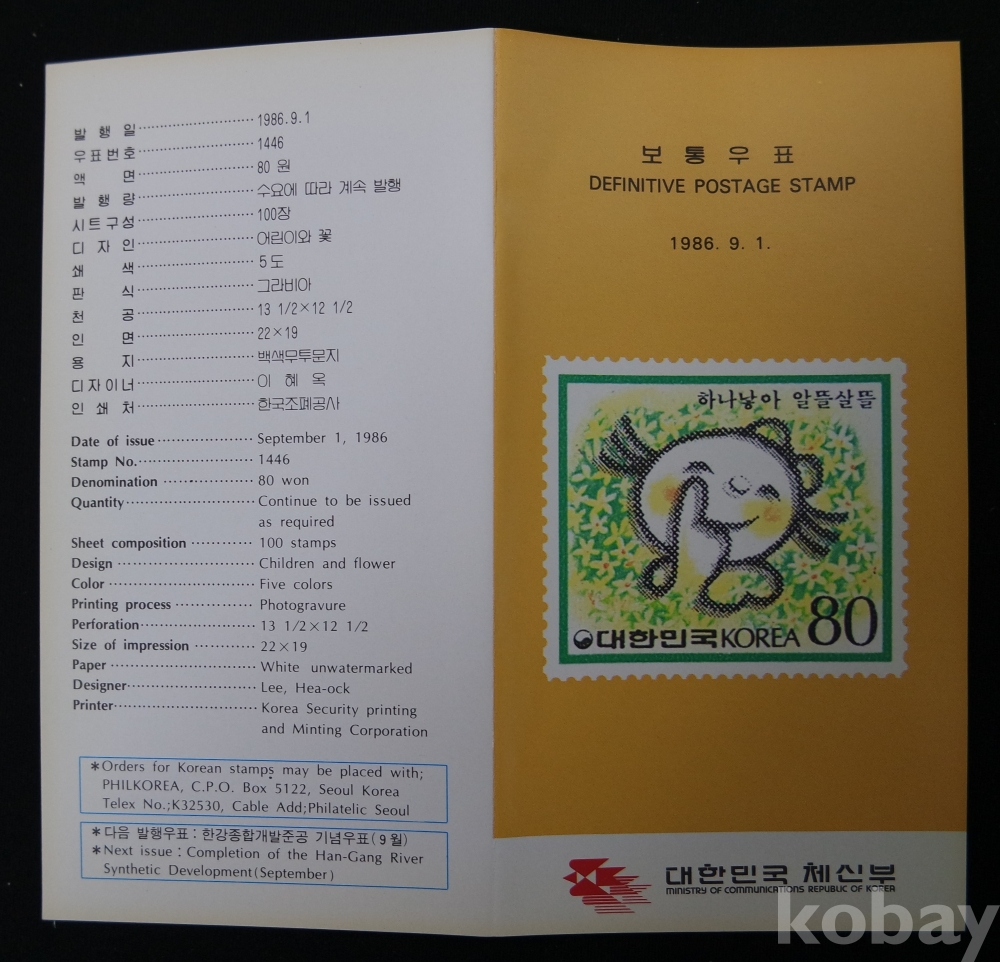 발 행 일 1986.9.1
우표번호 1446
액 면 80 원
발 행 량 수요에 따라 계속 발행
시트구성 100장
디 자 인 어린이와 꽃
쇄 색 5도
판 식 그라비아
천 공 13 1/2×12 1/2
인 면 22×19
용 지 백색무투문지
디자이너 이 혜 옥
인 쇄 처 한국조폐공사
Date of issue September 1, 1986
Stamp No. 1446
Denomination 80 won
Quantity Continue to be issued
as required
Sheet composition 100 stamps
Design Children and flower
Color Five colors
Printing process Photogravure
Perforation 13 1/2×12 1/2
Size of impression 22×19
Paper White unwatermarked
Designer Lee, Hea-ock
Printer Korea Security printing
and Minting Corporation
*Orders for Korean stamps may be placed with;
PHILKOREA, C.P.O. Box 5122, Seoul Korea
Telex No.;K32530, Cable Add;Philatelic Seoul
*다음 발행우표 : 한강종합개발준공 기념우표(9월)
*Next issue : Completion of the Han-Gang River
Synthetic Development(September)
보 통 우 표
DEFINITIVE POSTAGE STAMP
1986. 9. 1.
하나낳아 알뜰살뜰
대한민국 KOREA 80
대한민국 체신부
MINISTRY OF COMMUNICATIONS REPUBLIC OF KOREA
kobay